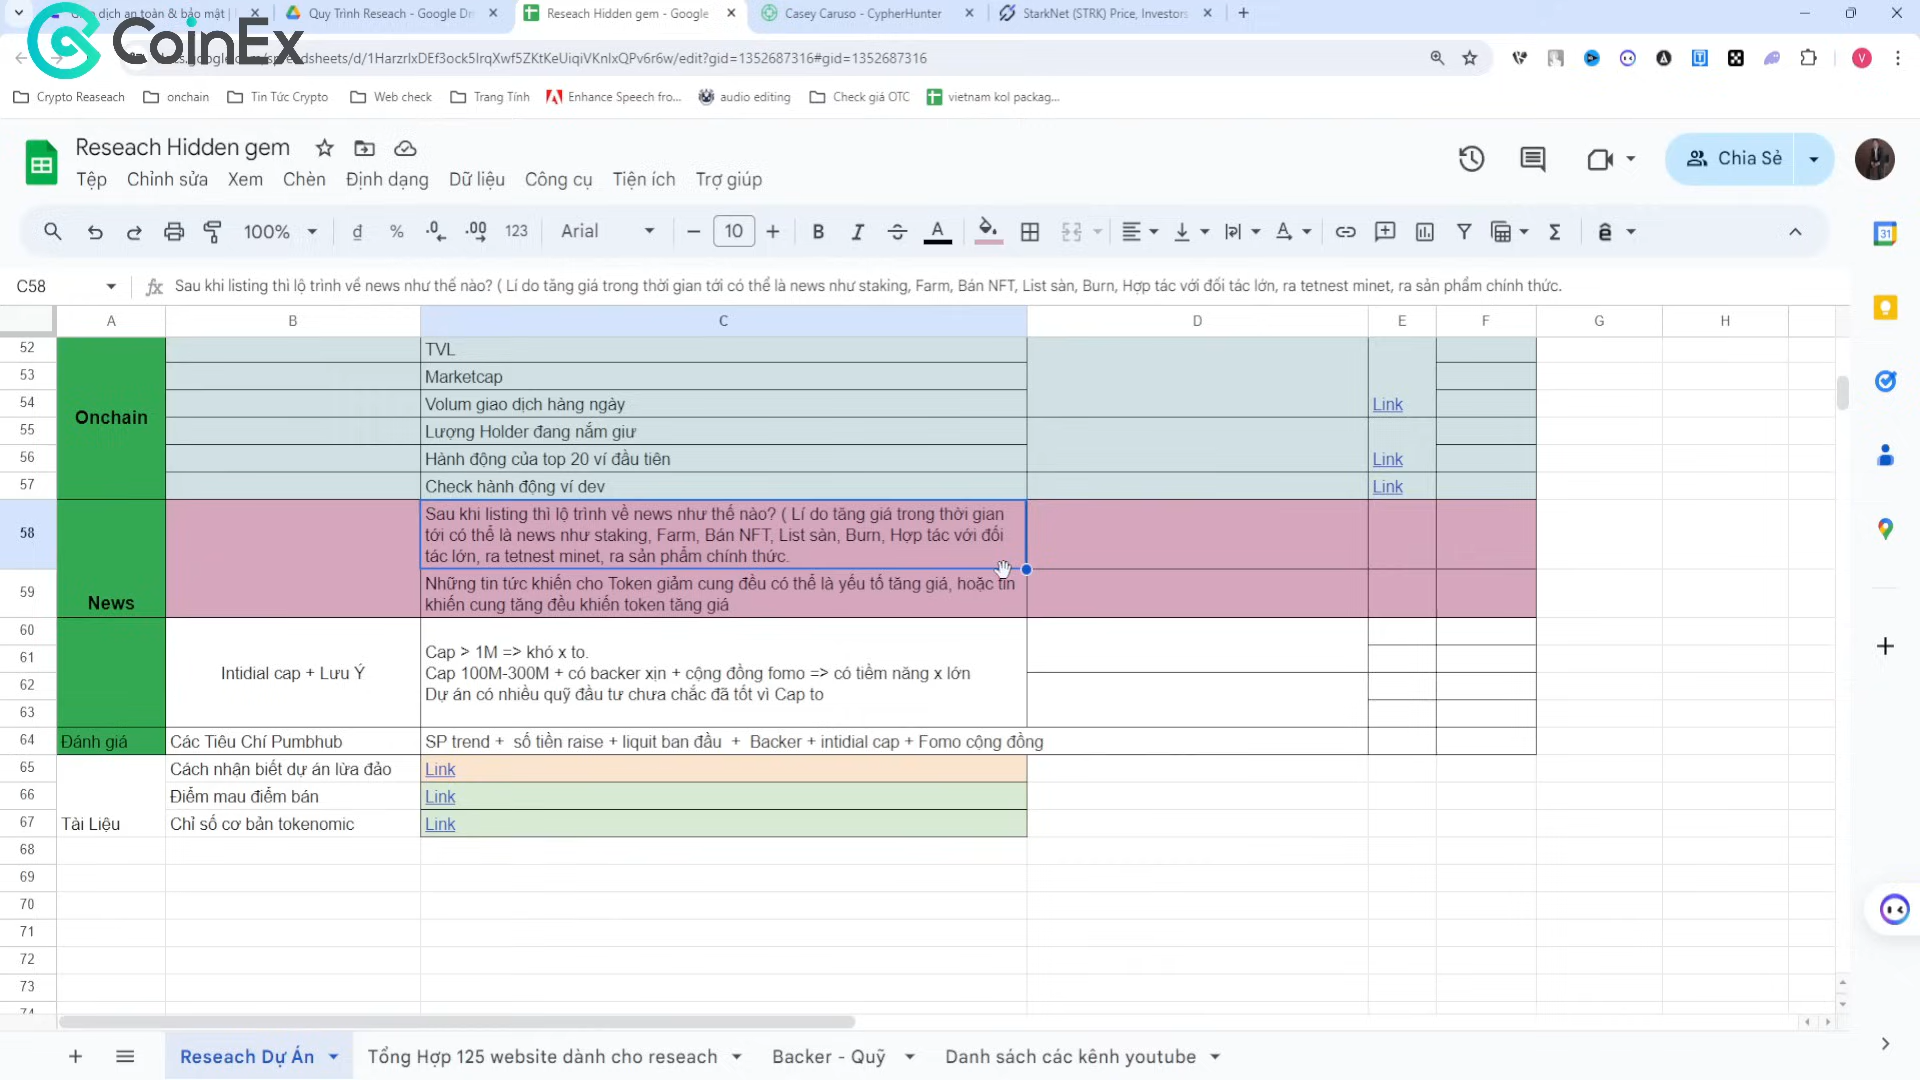 dịch an toàn & bảo mật |
Quy Trình Reseach - Google Dr
Reseach Hidden gem - Google
Casey Caruso - CypherHunter
StarkNet (STRK) Price, Investors
CoinEx
/spreadsheets/d/1HarzrIxDEf3ock5IrqXwf5ZKtKeUiqiVKnIxQPv6r6w/edit?gid=1352687316#gid=1352687316
V
Crypto Reaseach
onchain
Tin Tức Crypto
Web check
Trang Tính
Enhance Speech fro...
audio editing
Check giá OTC
vietnam kol packag...
Reseach Hidden gem
Chia Sẻ
Tệp
Chỉnh sửa
Xem
Chèn
Định dạng
Dữ liệu
Công cụ
Tiện ích
Trợ giúp
100%
đ
%
.0
.00
123
Arial
10
B
I
A
Σ
31
C58
fx
Sau khi listing thì lộ trình về news như thế nào? ( Lí do tăng giá trong thời gian tới có thể là news như staking, Farm, Bán NFT, List sàn, Burn, Hợp tác với đối tác lớn, ra tetnest minet, ra sản phẩm chính thức.
A
B
C
D
E
F
G
H
52
TVL
53
Marketcap
54
Volum giao dịch hàng ngày
Link
Onchain
55
Lượng Holder đang nắm giư
56
Hành động của top 20 ví đầu tiên
Link
57
Check hành động ví dev
Link
58
Sau khi listing thì lộ trình về news như thế nào? ( Lí do tăng giá trong thời gian
tới có thể là news như staking, Farm, Bán NFT, List sàn, Burn, Hợp tác với đối
tác lớn, ra tetnest minet, ra sản phẩm chính thức.
59
News
Những tin tức khiến cho Token giảm cung đều có thể là yếu tố tăng giá, hoặc tin
khiến cung tăng đều khiến token tăng giá
60
61
62
63
Intidial cap + Lưu Ý
Cap > 1M => khó x to.
Cap 100M-300M + có backer xịn + cộng đồng fomo => có tiềm năng x lớn
Dự án có nhiều quỹ đầu tư chưa chắc đã tốt vì Cap to
64
Đánh giá
Các Tiêu Chí Pumbhub
SP trend + số tiền raise + liquit ban đầu + Backer + intidial cap + Fomo cộng đồng
65
Cách nhận biết dự án lừa đảo
Link
66
Điểm mau điểm bán
Link
67
Tài Liệu
Chỉ số cơ bản tokenomic
Link
68
69
70
71
72
73
74
Reseach Dự Án
Tổng Hợp 125 website dành cho reseach
Backer - Quỹ
Danh sách các kênh youtube